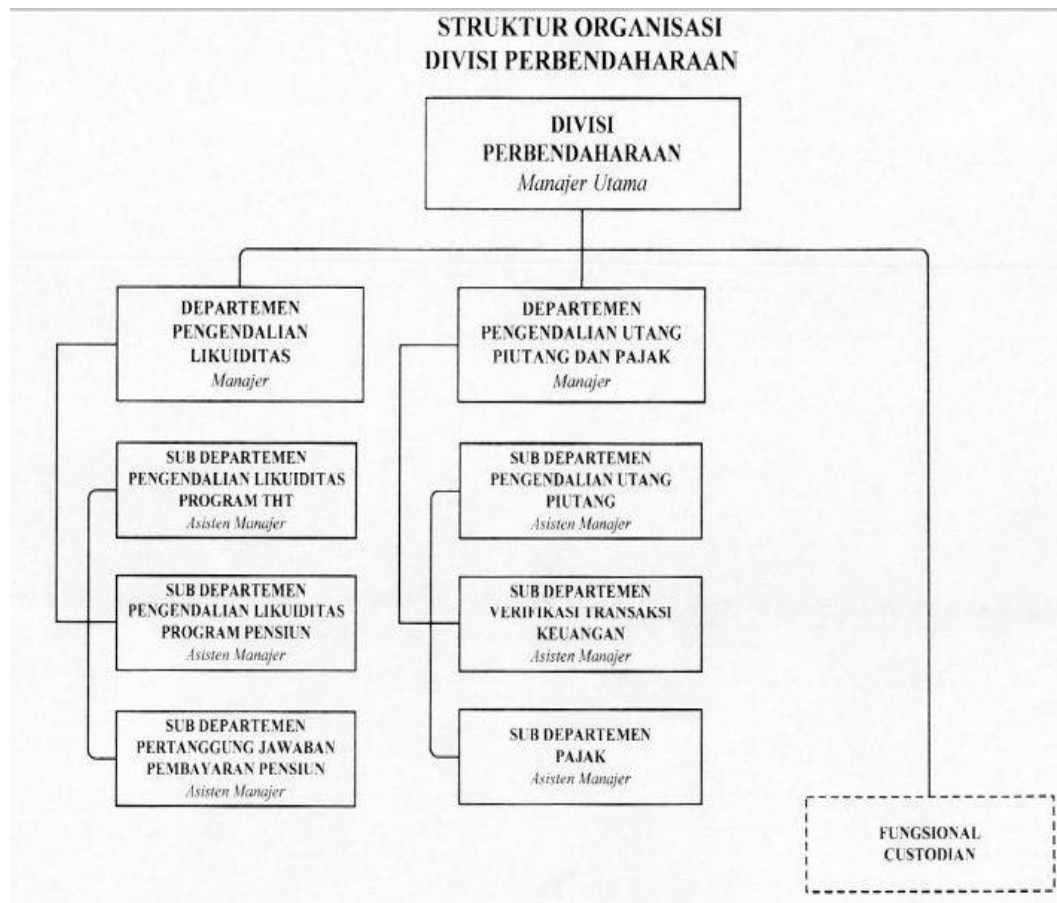 STRUKTUR ORGANISASI
DIVISI PERBENDAHARAAN
DIVISI
PERBENDAHARAAN
Manajer Utama
DEPARTEMEN
PENGENDALIAN
LIKUIDITAS
Manajer
DEPARTEMEN
PENGENDALIAN UTANG
PIUTANG DAN PAJAK
Manajer
SUB DEPARTEMEN
PENGENDALIAN LIKUIDITAS
PROGRAM THT
Asisten Manajer
SUB DEPARTEMEN
PENGENDALIAN UTANG
PIUTANG
Asisten Manajer
SUB DEPARTEMEN
PENGENDALIAN LIKUIDITAS
PROGRAM PENSIUN
Asisten Manajer
SUB DEPARTEMEN
VERIFIKASI TRANSAKSI
KEUANGAN
Asisten Manajer
SUB DEPARTEMEN
PERTANGGUNG JAWABAN
PEMBAYARAN PENSIUN
Asisten Manajer
SUB DEPARTEMEN
PAJAK
Asisten Manajer
FUNGSIONAL
CUSTODIAN